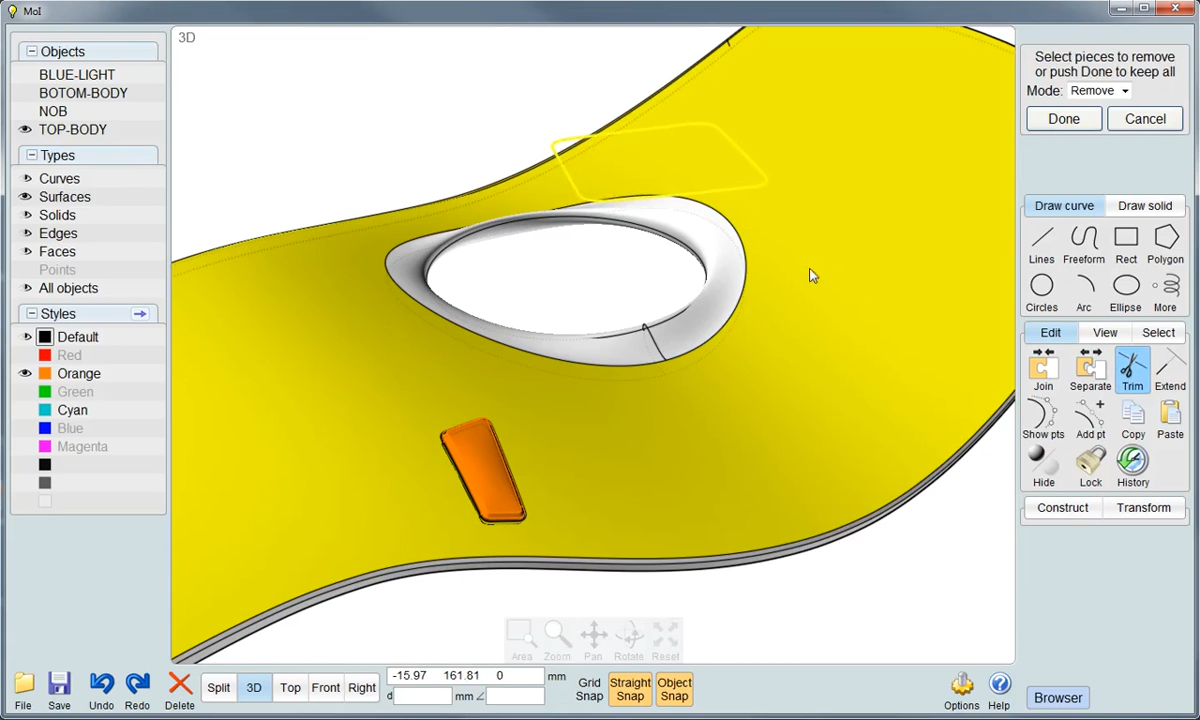 MoI
Objects
BLUE-LIGHT
BOTOM-BODY
NOB
TOP-BODY
Types
Curves
Surfaces
Solids
Edges
Faces
Points
All objects
Styles
Default
Red
Orange
Green
Cyan
Blue
Magenta
3D
Select pieces to remove
or push Done to keep all
Mode: Remove
Done Cancel
Draw curve Draw solid
Lines Freeform Rect Polygon
Circles Arc Ellipse More
Edit View Select
Join Separate Trim Extend
Show pts Add pt Copy Paste
Hide Lock History
Construct Transform
Area Zoom Pan Rotate Reset
File Save Undo Redo Delete
Split 3D Top Front Right
-15.97 161.81 0 mm
d mm ∠
Grid Snap
Straight Snap
Object Snap
Options Help
Browser